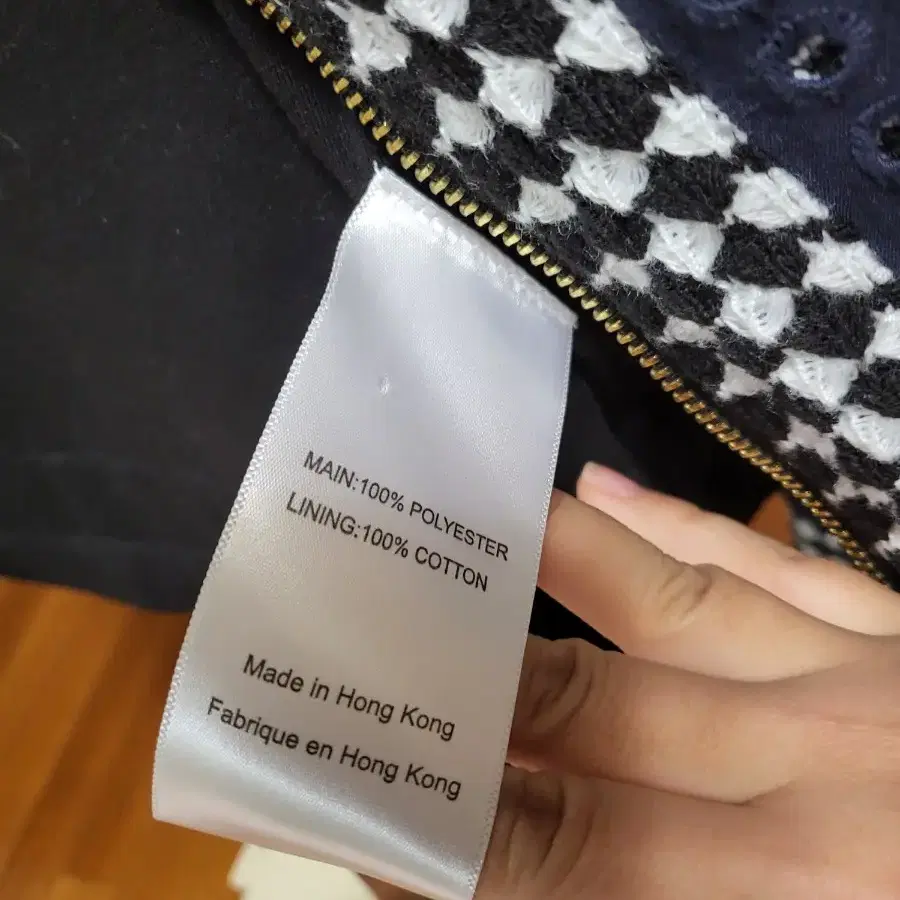 MAIN:100% POLYESTER
LINING:100% COTTON
Made in Hong Kong
Fabrique en Hong Kong